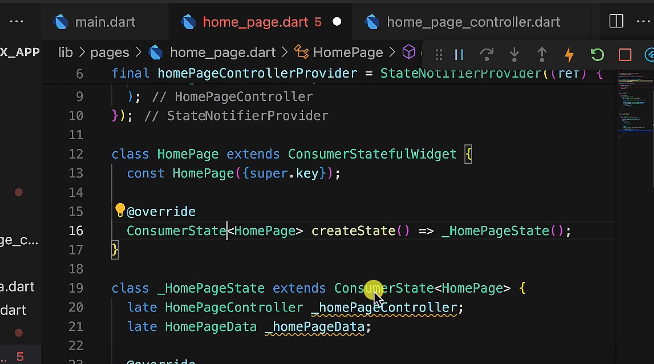 main.dart home_page.dart 5 home_page_controller.dart
X_APP lib > pages > home_page.dart > HomePage >
6 final homePageControllerProvider = StateNotifierProvider((ref) {
9 ); // HomePageController
10 }); // StateNotifierProvider
11
12 class HomePage extends ConsumerStatefulWidget {
13 const HomePage({super.key});
14
15 @override
16 ConsumerState<HomePage> createState() => _HomePageState();
17 }
18
19 class _HomePageState extends ConsumerState<HomePage> {
20 late HomePageController _homePageController;
21 late HomePageData _homePageData;
22
ge_c...
a.dart
dart
... 5